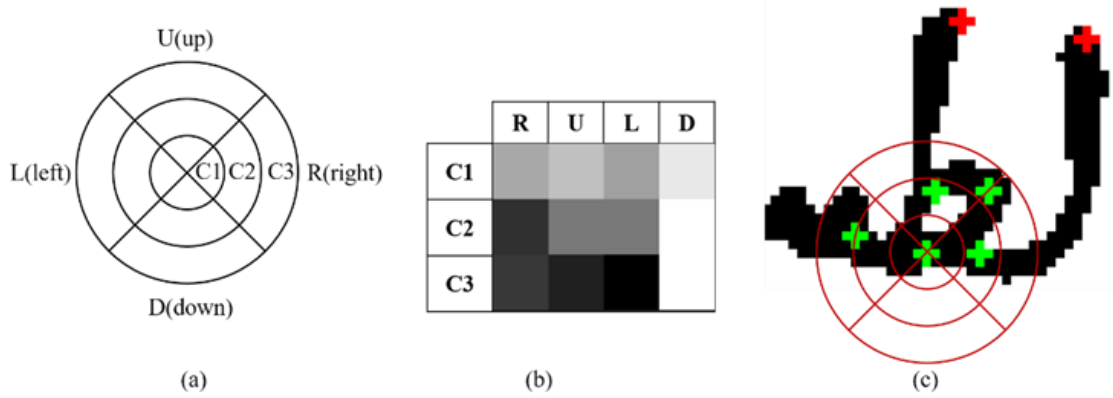 U(up)
L(left) C1 C2 C3 R(right)
D(down)
(a)
R U L D
C1
C2
C3
(b)
(c)